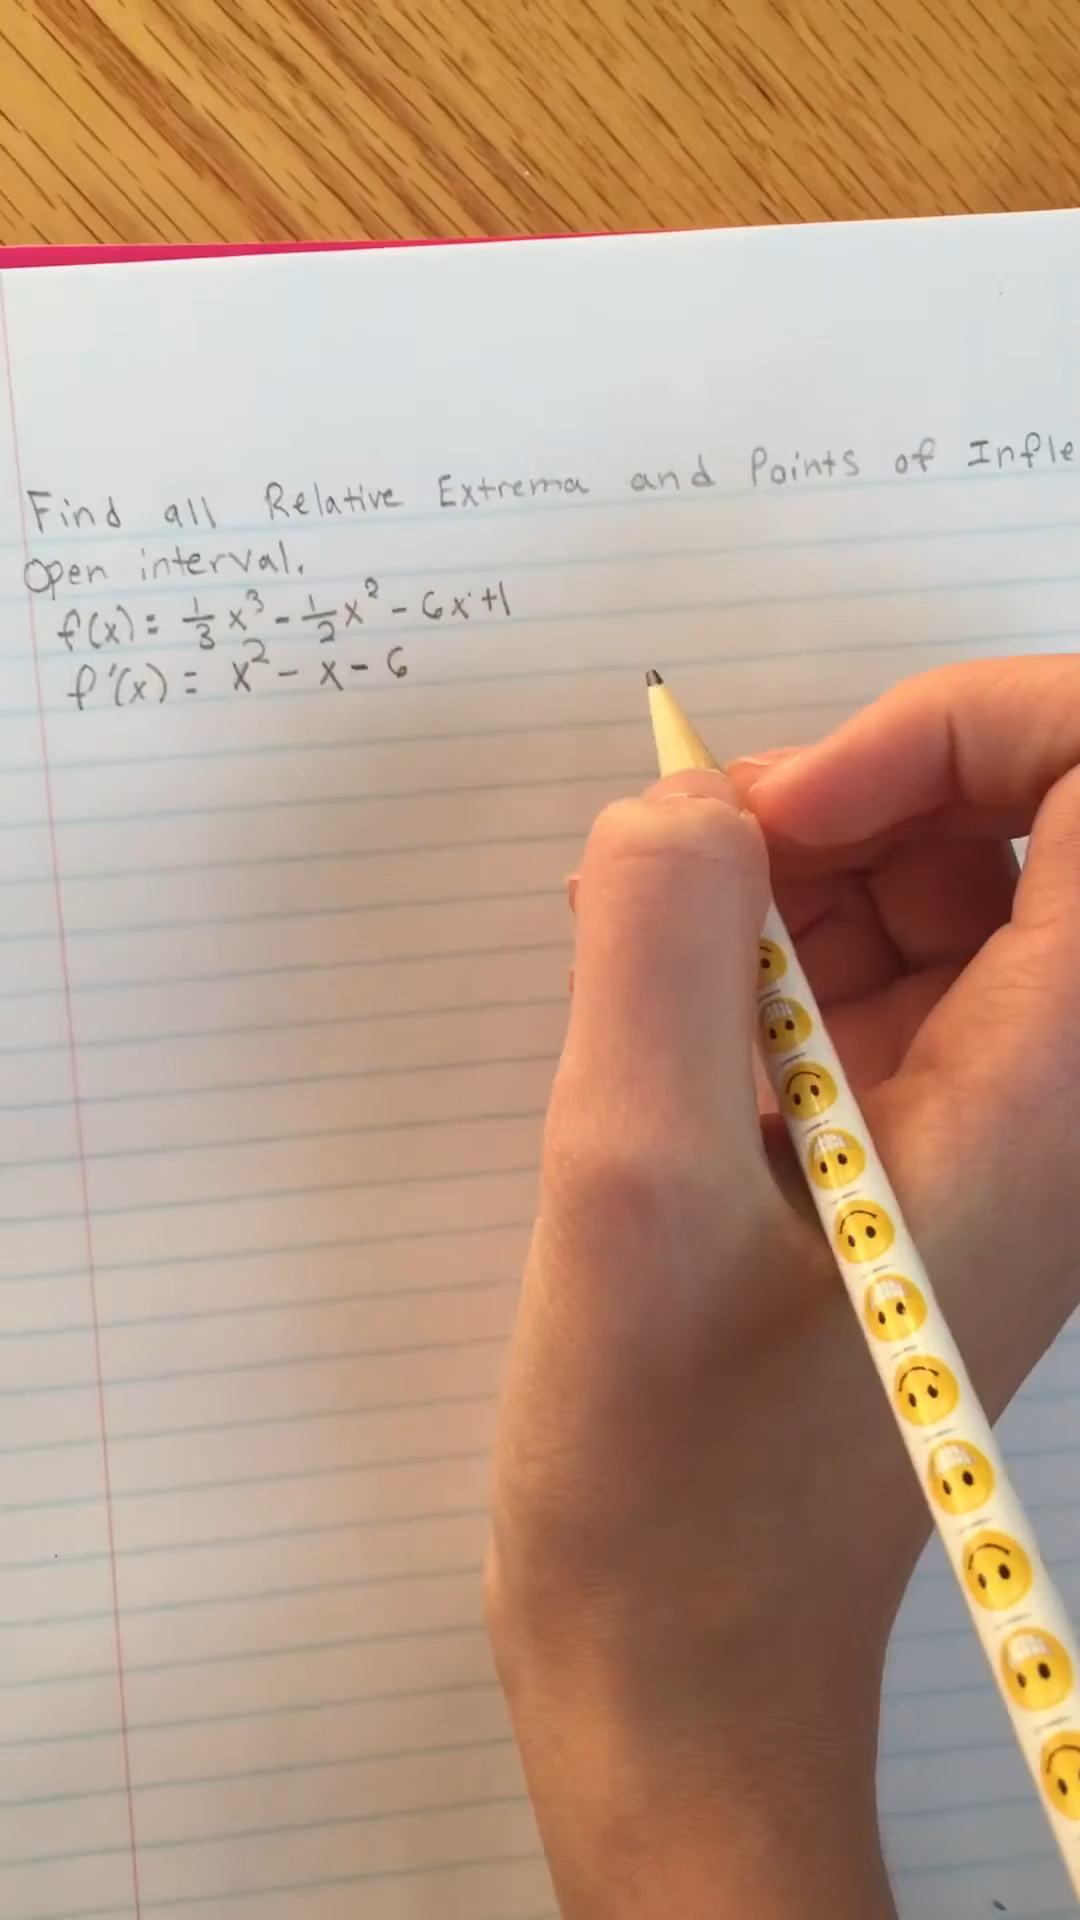 Find all Relative Extrema and Points of Infle
Open interval.
f(x) = 1/3 x³ - 1/2 x² - 6x + 1
f'(x) = x² - x - 6